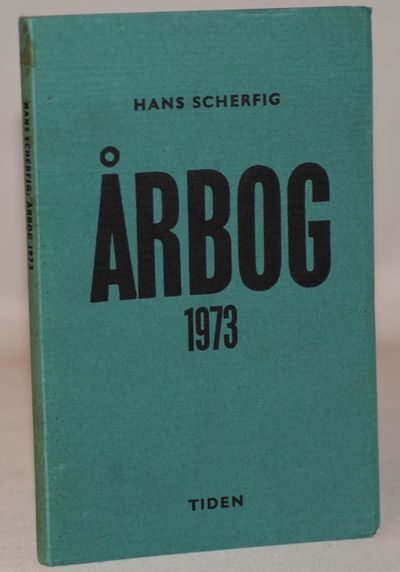 HANS SCHERFIG
ÅRBOG
1973
TIDEN
HANS SCHERFIG: ÅRBOG 1973